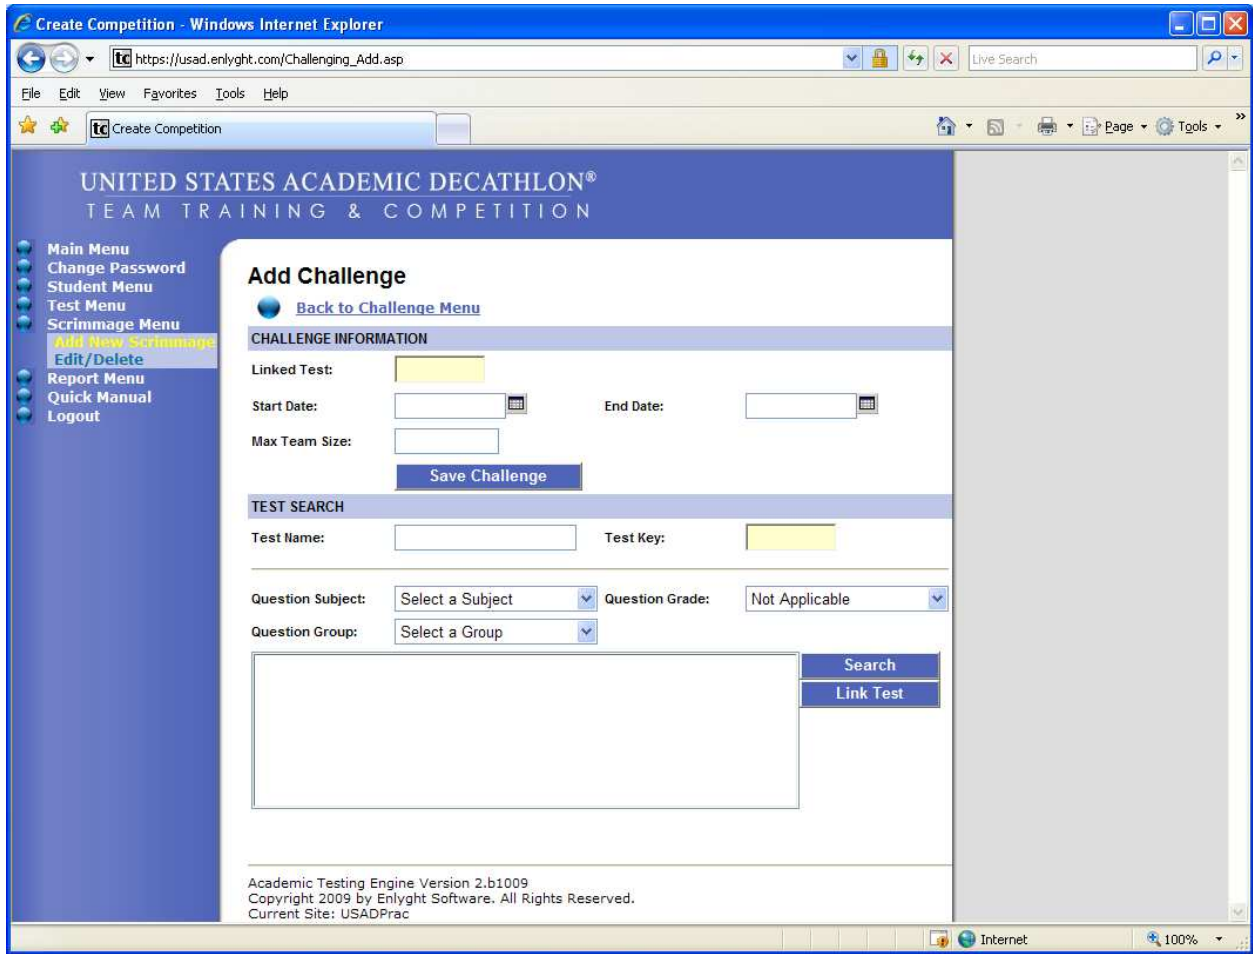 Create Competition - Windows Internet Explorer
https://usad.enlyght.com/Challenging_Add.asp
Live Search
File Edit View Favorites Tools Help
Create Competition
Page Tools
UNITED STATES ACADEMIC DECATHLON®
TEAM TRAINING & COMPETITION
Main Menu
Change Password
Student Menu
Test Menu
Scrimmage Menu
Add New Scrimmage
Edit/Delete
Report Menu
Quick Manual
Logout
Add Challenge
Back to Challenge Menu
CHALLENGE INFORMATION
Linked Test:
Start Date: End Date:
Max Team Size:
Save Challenge
TEST SEARCH
Test Name: Test Key:
Question Subject: Select a Subject Question Grade: Not Applicable
Question Group: Select a Group
Search
Link Test
Academic Testing Engine Version 2.b1009
Copyright 2009 by Enlyght Software. All Rights Reserved.
Current Site: USADPrac
Internet 100%